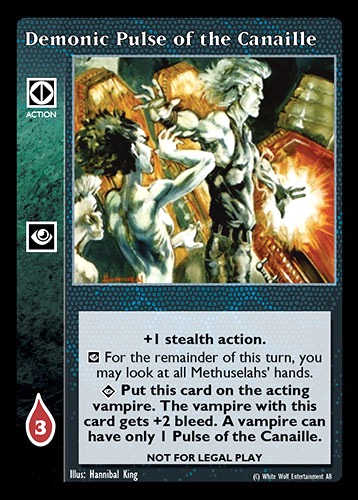 Demonic Pulse of the Canaille
ACTION
+1 stealth action.
For the remainder of this turn, you
may look at all Methuselahs' hands.
Put this card on the acting
vampire. The vampire with this
card gets +2 bleed. A vampire can
have only 1 Pulse of the Canaille.
NOT FOR LEGAL PLAY
3
Illus: Hannibal King
(C) White Wolf Entertainment AB